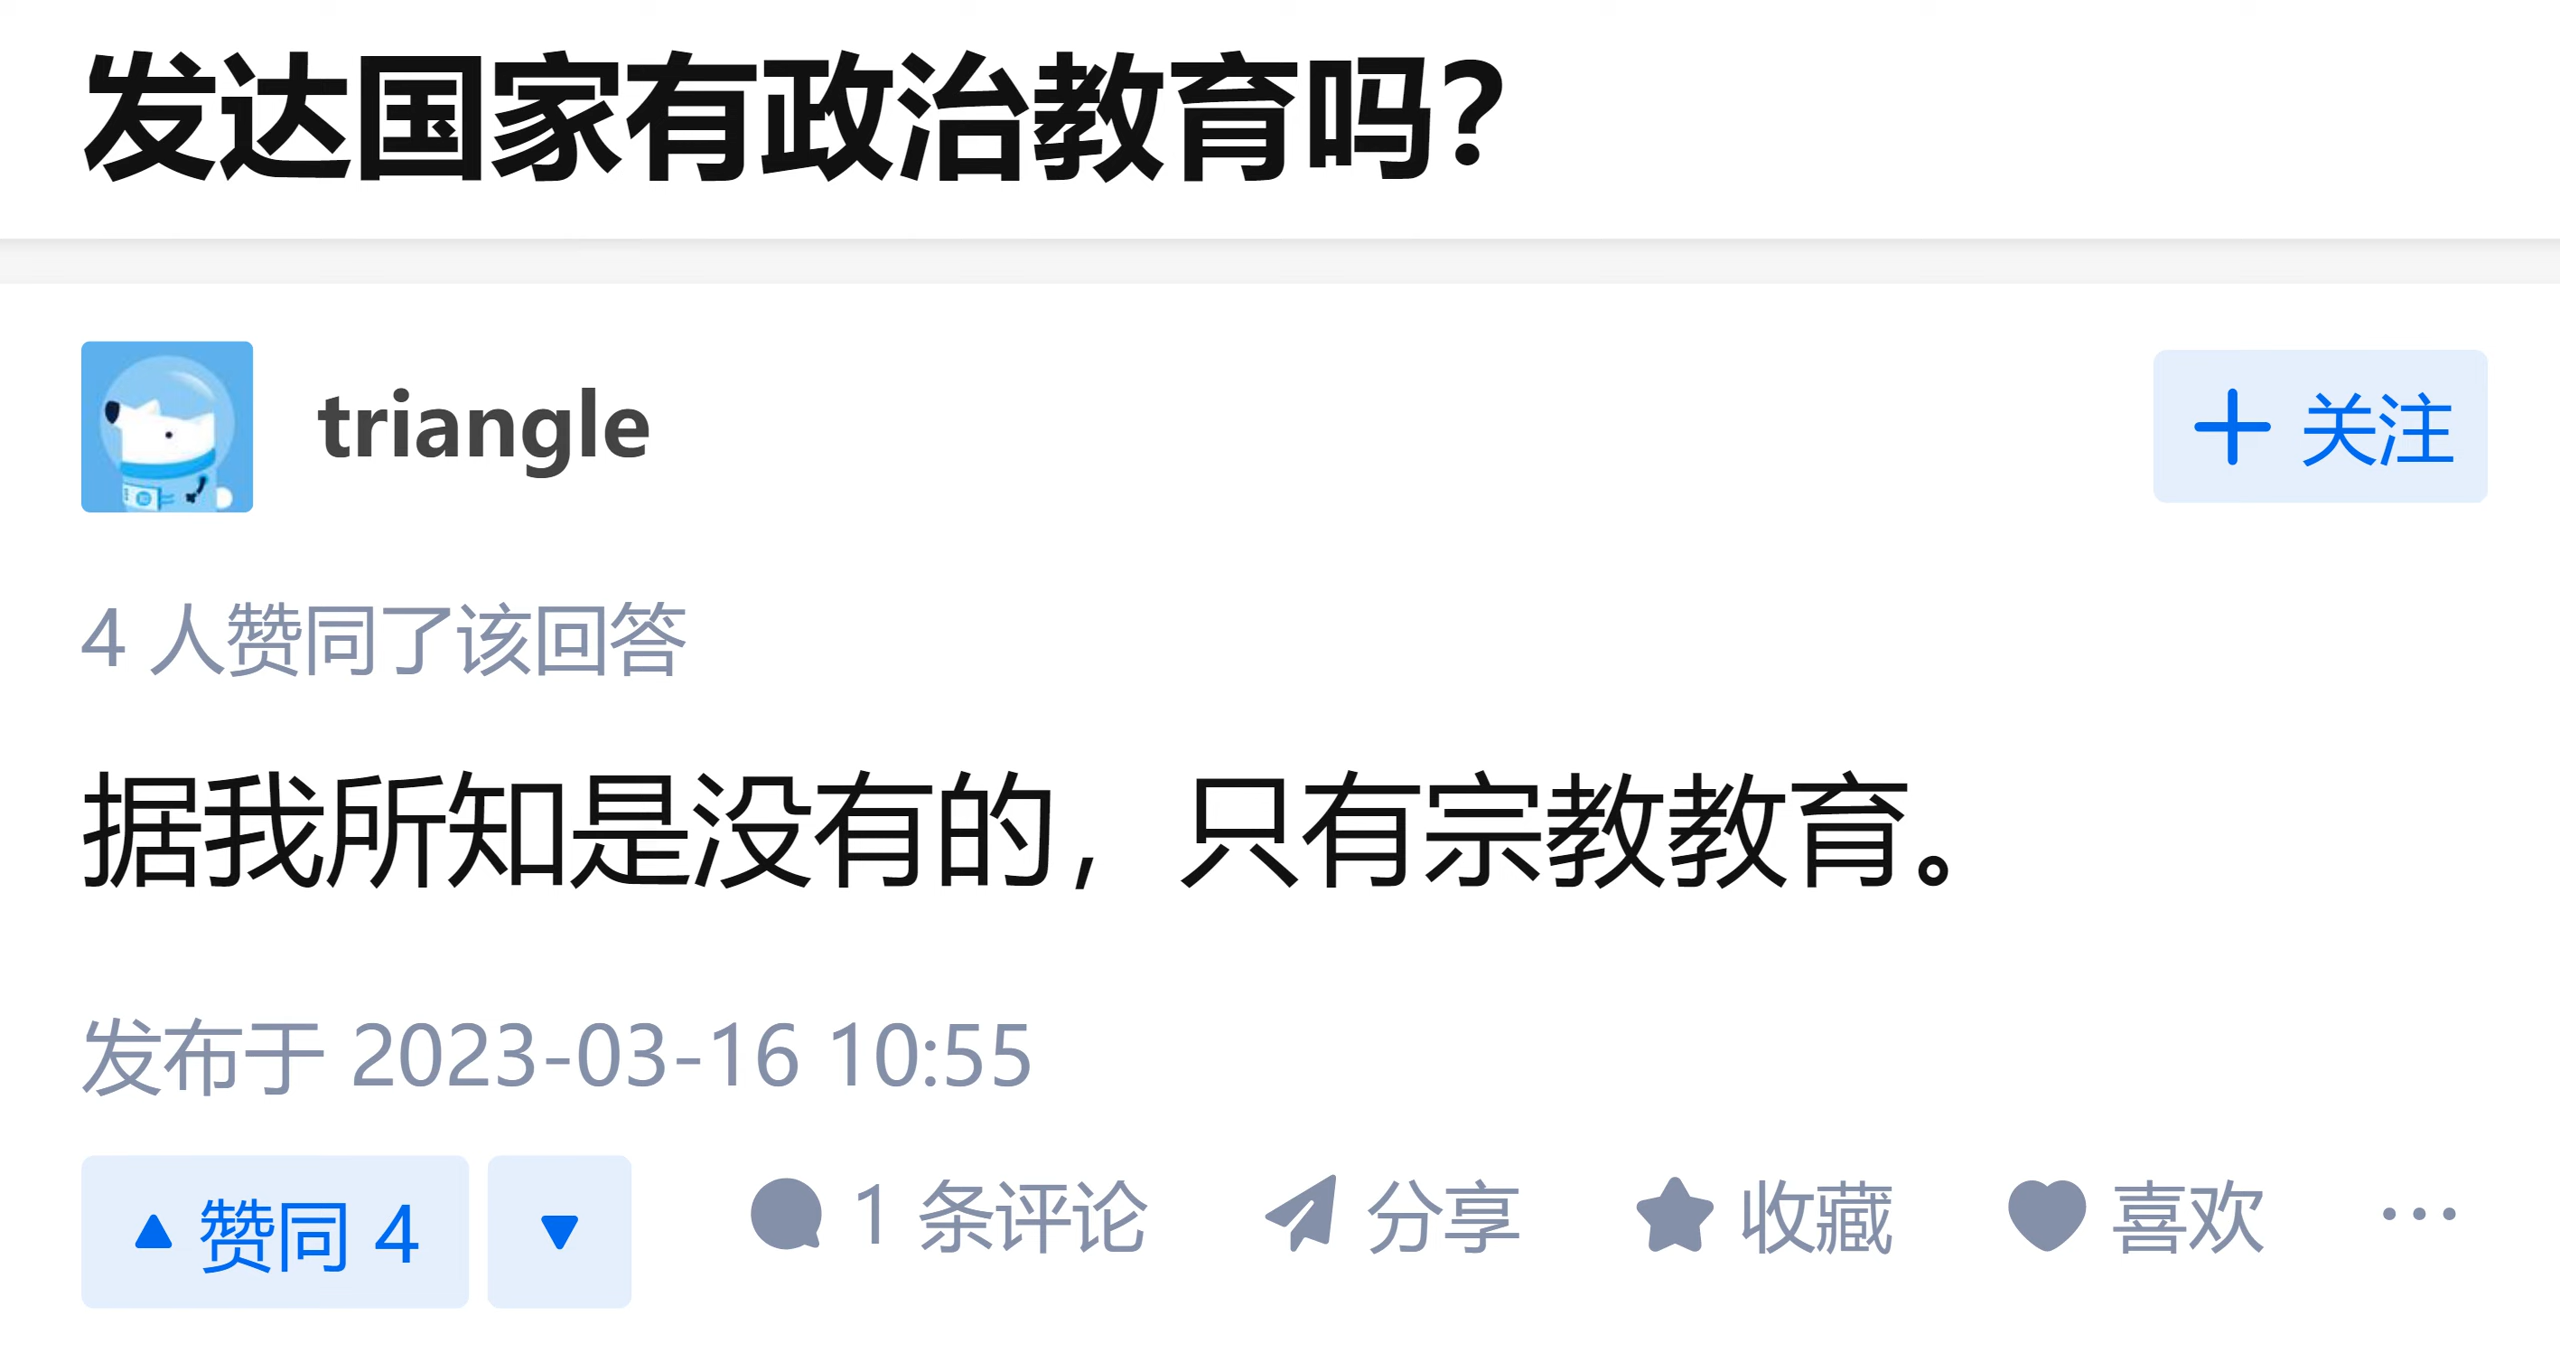 发达国家有政治教育吗?
triangle
关注
4 人赞同了该回答
据我所知是没有的，只有宗教教育。
发布于 2023-03-16 10:55
赞同 4 1 条评论 分享 收藏 喜欢